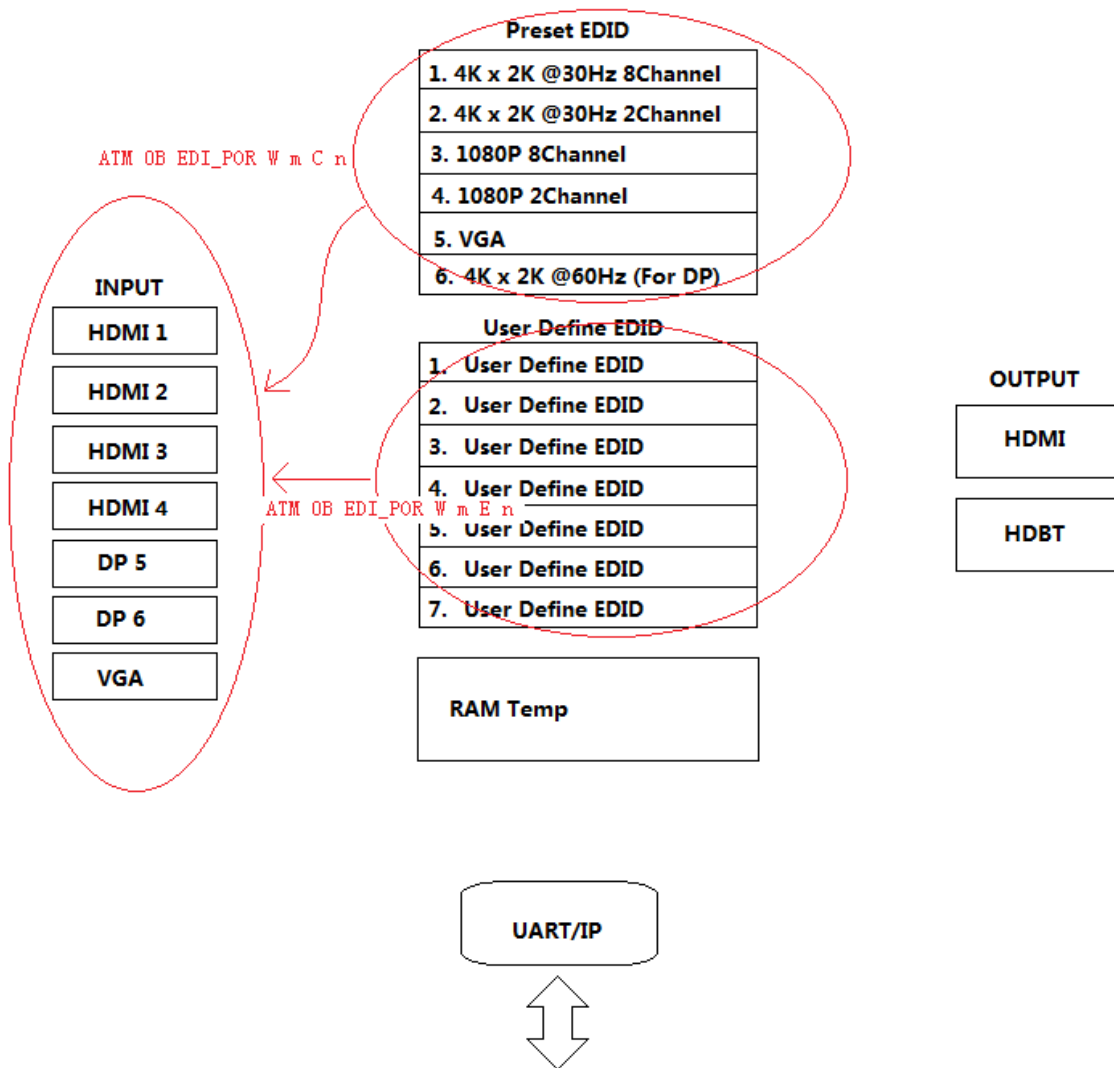 Preset EDID
1. 4K x 2K @30Hz 8Channel
2. 4K x 2K @30Hz 2Channel
3. 1080P 8Channel
4. 1080P 2Channel
5. VGA
6. 4K x 2K @60Hz (For DP)
ATM OB EDI_POR W m C n
INPUT
HDMI 1
HDMI 2
HDMI 3
HDMI 4
DP 5
DP 6
VGA
User Define EDID
1. User Define EDID
2. User Define EDID
3. User Define EDID
4. User Define EDID
5. User Define EDID
6. User Define EDID
7. User Define EDID
ATM OB EDI_POR W m E n
RAM Temp
OUTPUT
HDMI
HDBT
UART/IP